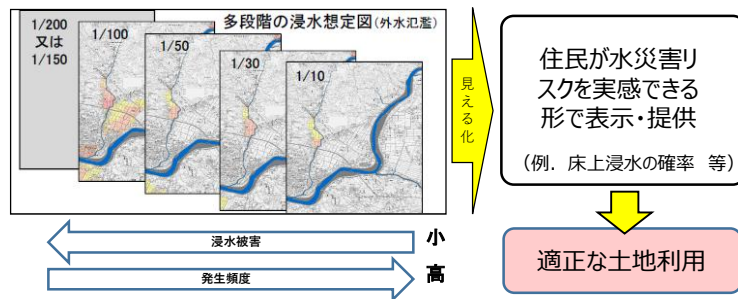 多段階の浸水想定図(外水氾濫)
1/200
又は
1/150
1/100
1/50
1/30
1/10
見える化
住民が水災害リ
スクを実感できる
形で表示・提供
(例．床上浸水の確率 等)
浸水被害
小
発生頻度
高
適正な土地利用